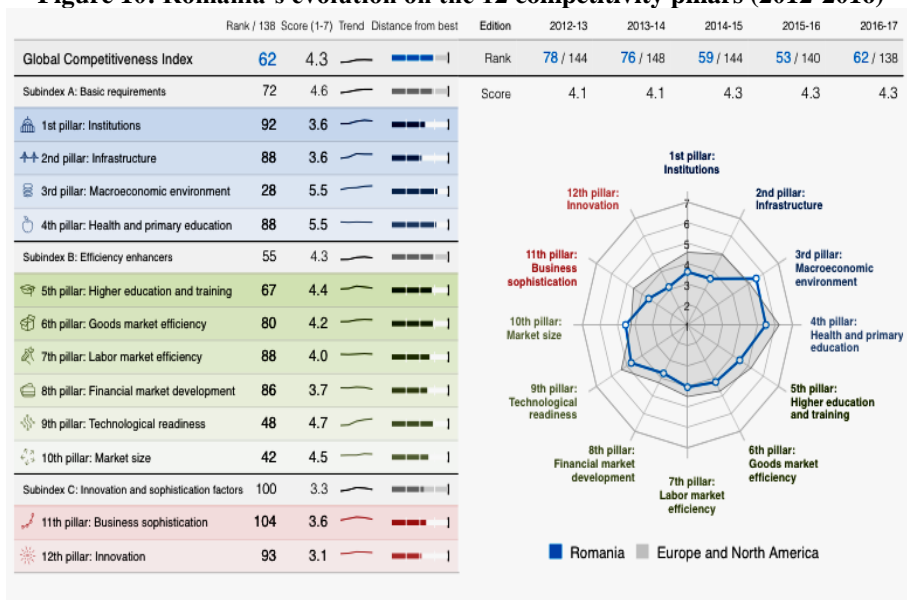 Figure 10: Romania's evolution on the 12 competitivity pillars (2012-2016)
Rank / 138 Score (1-7) Trend Distance from best
Global Competitiveness Index 62 4.3
Subindex A: Basic requirements 72 4.6
1st pillar: Institutions 92 3.6
2nd pillar: Infrastructure 88 3.6
3rd pillar: Macroeconomic environment 28 5.5
4th pillar: Health and primary education 88 5.5
Subindex B: Efficiency enhancers 55 4.3
5th pillar: Higher education and training 67 4.4
6th pillar: Goods market efficiency 80 4.2
7th pillar: Labor market efficiency 88 4.0
8th pillar: Financial market development 86 3.7
9th pillar: Technological readiness 48 4.7
10th pillar: Market size 42 4.5
Subindex C: Innovation and sophistication factors 100 3.3
11th pillar: Business sophistication 104 3.6
12th pillar: Innovation 93 3.1
Edition 2012-13 2013-14 2014-15 2015-16 2016-17
Rank 78 / 144 76 / 148 59 / 144 53 / 140 62 / 138
Score 4.1 4.1 4.3 4.3 4.3
1st pillar:
Institutions
2nd pillar:
Infrastructure
3rd pillar:
Macroeconomic
environment
4th pillar:
Health and primary
education
5th pillar:
Higher education
and training
6th pillar:
Goods market
efficiency
7th pillar:
Labor market
efficiency
8th pillar:
Financial market
development
9th pillar:
Technological
readiness
10th pillar:
Market size
11th pillar:
Business
sophistication
12th pillar:
Innovation
7
6
5
4
3
2
1
Romania Europe and North America